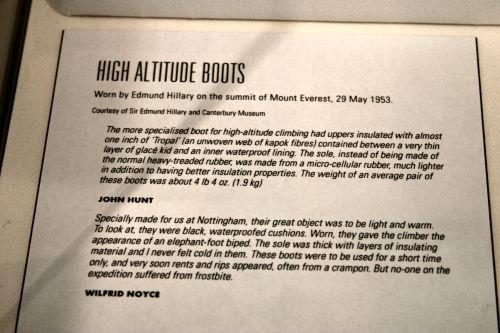 HIGH ALTITUDE BOOTS
Worn by Edmund Hillary on the summit of Mount Everest, 29 May 1953.
Courtesy of Sir Edmund Hillary and Canterbury Museum
The more specialised boot for high-altitude climbing had uppers insulated with almost
one inch of 'Tropal' (an unwoven web of kapok fibres) contained between a very thin
layer of glacé kid and an inner waterproof lining. The sole, instead of being made of
the normal heavy-treaded rubber, was made from a micro-cellular rubber, much lighter
in addition to having better insulation properties. The weight of an average pair of
these boots was about 4 lb 4 oz. (1.9 kg)
JOHN HUNT
Specially made for us at Nottingham, their great object was to be light and warm.
To look at, they were black, waterproofed cushions. Worn, they gave the climber the
appearance of an elephant-foot biped. The sole was thick with layers of insulating
material and I never felt cold in them. These boots were to be used for a short time
only, and very soon rents and rips appeared, often from a crampon. But no-one on the
expedition suffered from frostbite.
WILFRID NOYCE